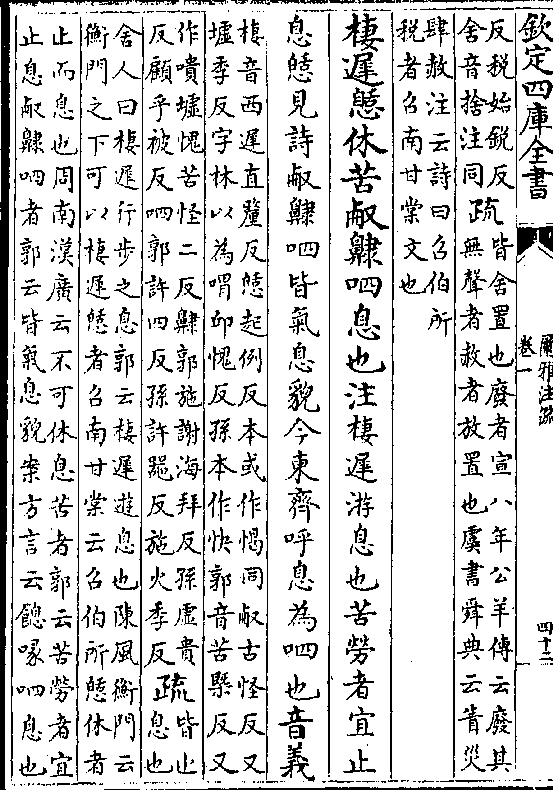 欽定四庫全書
爾雅注疏
卷一
四十二
反税始鋭反
舍音捨注同疏
皆舍置也廢者宣八年公羊傳云廢其
無聲者赦者放置也虞書舜典云眚災
肆赦注云詩曰召伯所
税者召南甘棠文也
棲遲憩休苦㕢齂呬息也注棲遲游息也苦勞者宜止
息憩見詩㕢齂呬皆氣息貌今東齊呼息為呬也音義
棲音西遲直釐反憩起例反本或作愒同㕢古怪反又
墟季反字林以為喟邱愧反孫本作快郭音苦槩反又
作嘳墟愧苦怪二反齂郭施謝海拜反孫虚貴
反顧乎被反呬郭許四反孫許器反施火季反
疏
皆止
息也
舍人曰棲遲行步之息郭云棲遲遊息也陳風衡門云
衡門之下可以棲遲憩者召南甘棠云召伯所憩休者
止而息也周南漢廣云不可休息苦者郭云苦勞者宜
止息㕢齂呬者郭云皆氣息貌案方言云鎴喙呬息也